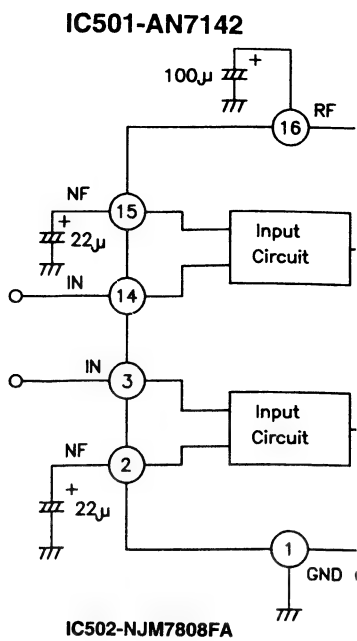 IC501-AN7142
100µ +
16 RF
NF 15
+ 22µ
Input
Circuit
IN 14
IN 3
Input
Circuit
NF 2
+ 22µ
1
GND
IC502-NJM7808FA